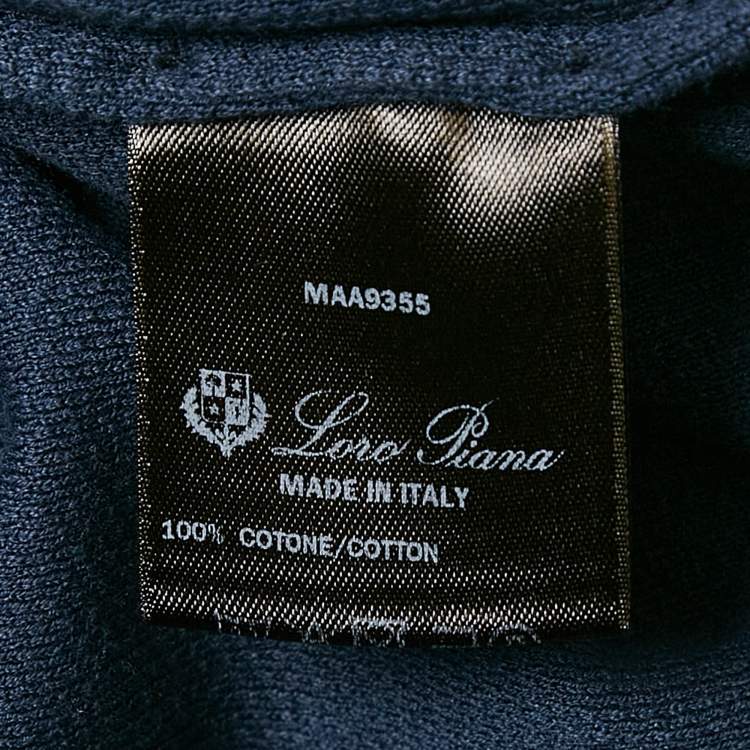 MAA9355
Loro Piana
MADE IN ITALY
100% COTONE/COTTON